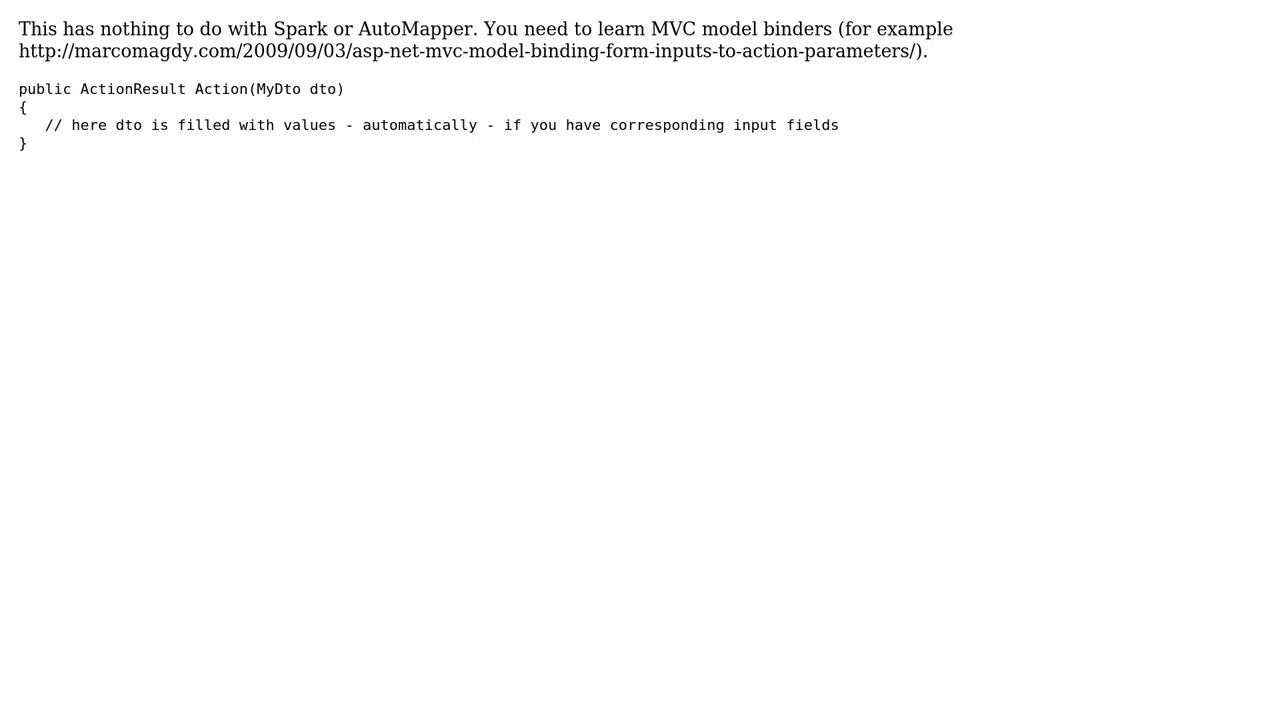 This has nothing to do with Spark or AutoMapper. You need to learn MVC model binders (for example
http://marcomagdy.com/2009/09/03/asp-net-mvc-model-binding-form-inputs-to-action-parameters/).
public ActionResult Action(MyDto dto)
{
   // here dto is filled with values - automatically - if you have corresponding input fields
}